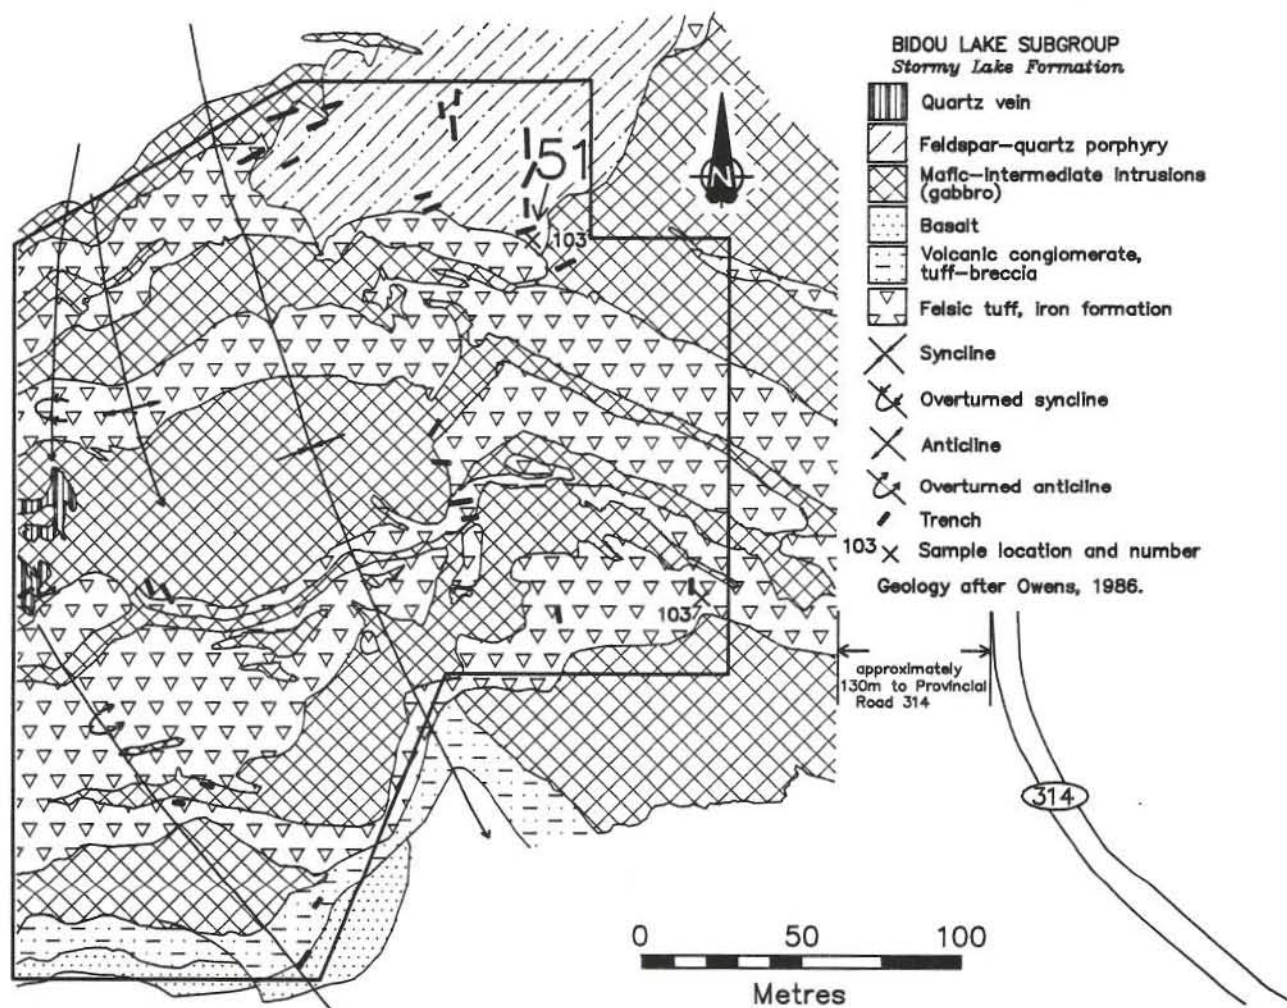 BIDOU LAKE SUBGROUP
Stormy Lake Formation
Quartz vein
Feldspar-quartz porphyry
Mafic-intermediate intrusions
(gabbro)
Basalt
Volcanic conglomerate,
tuff-breccia
Felsic tuff, iron formation
Syncline
Overturned syncline
Anticline
Overturned anticline
Trench
103 Sample location and number
Geology after Owens, 1986.
51
N
103
103
approximately
130m to Provincial
Road 314
314
0 50 100
Metres